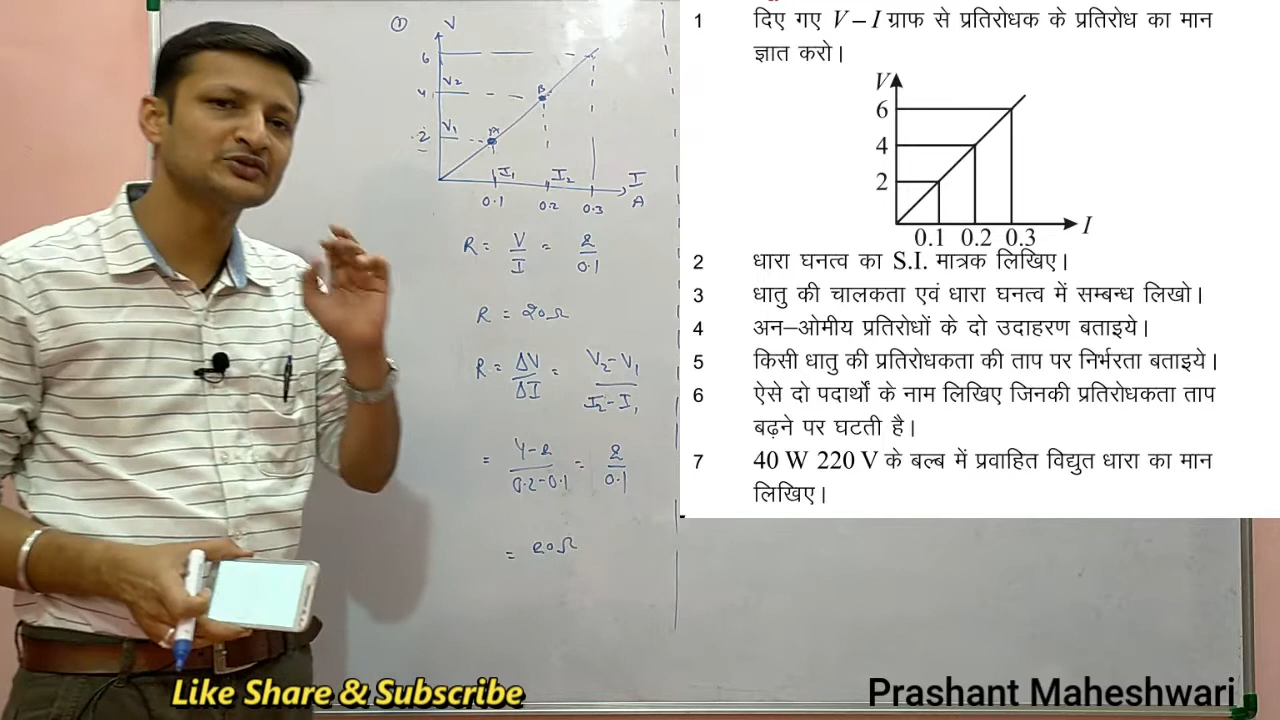 ① V
6
4 V2 B
2 V1 A
I1 I2 I
0.1 0.2 0.3 A
R = V/I = 2/0.1
R = 20Ω
R = ΔV/ΔI = V2-V1/I2-I1
= 4-2/0.2-0.1 = 2/0.1
= 20Ω
1 दिए गए V – I ग्राफ से प्रतिरोधक के प्रतिरोध का मान
ज्ञात करो।
V
6
4
2
0.1 0.2 0.3 I
2 धारा घनत्व का S.I. मात्रक लिखिए।
3 धातु की चालकता एवं धारा घनत्व में सम्बन्ध लिखो।
4 अन–ओमीय प्रतिरोधों के दो उदाहरण बताइये।
5 किसी धातु की प्रतिरोधकता की ताप पर निर्भरता बताइये।
6 ऐसे दो पदार्थों के नाम लिखिए जिनकी प्रतिरोधकता ताप
बढ़ने पर घटती है।
7 40 W 220 V के बल्ब में प्रवाहित विद्युत धारा का मान
लिखिए।
Like Share & Subscribe
Prashant Maheshwari